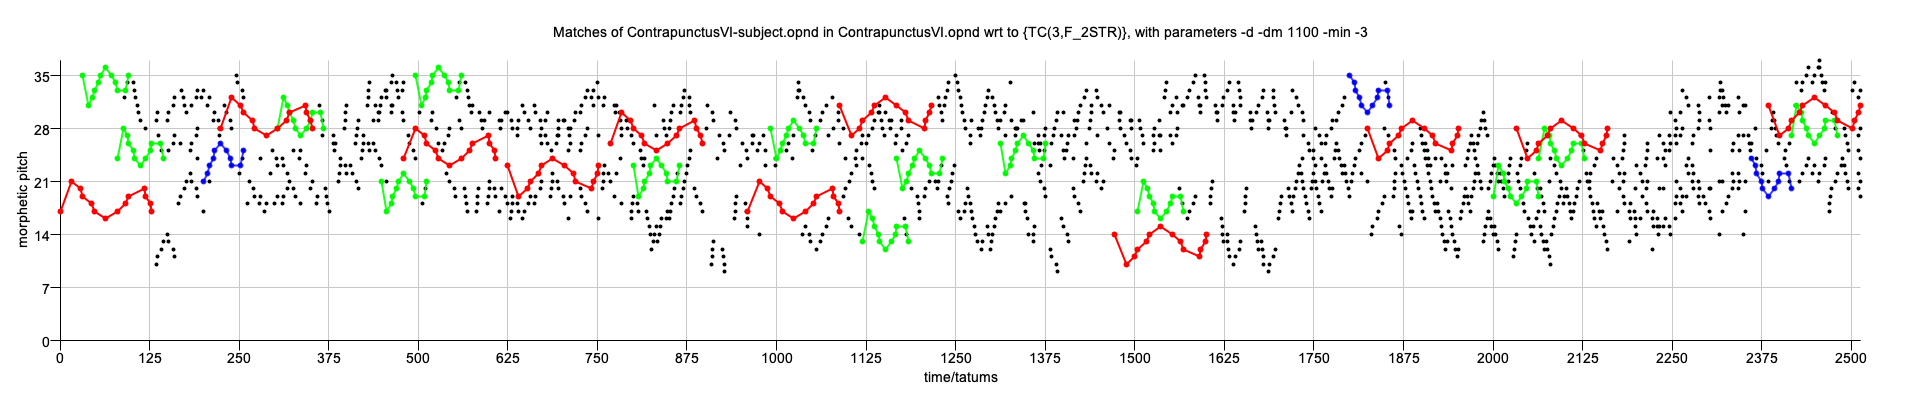 Matches of ContrapunctusVI-subject.opnd in ContrapunctusVI.opnd wrt to {TC(3,F_2STR)}, with parameters -d -dm 1100 -min -3
morphetic pitch
35
28
21
14
7
0
0 125 250 375 500 625 750 875 1000 1125 1250 1375 1500 1625 1750 1875 2000 2125 2250 2375 2500
time/tatums